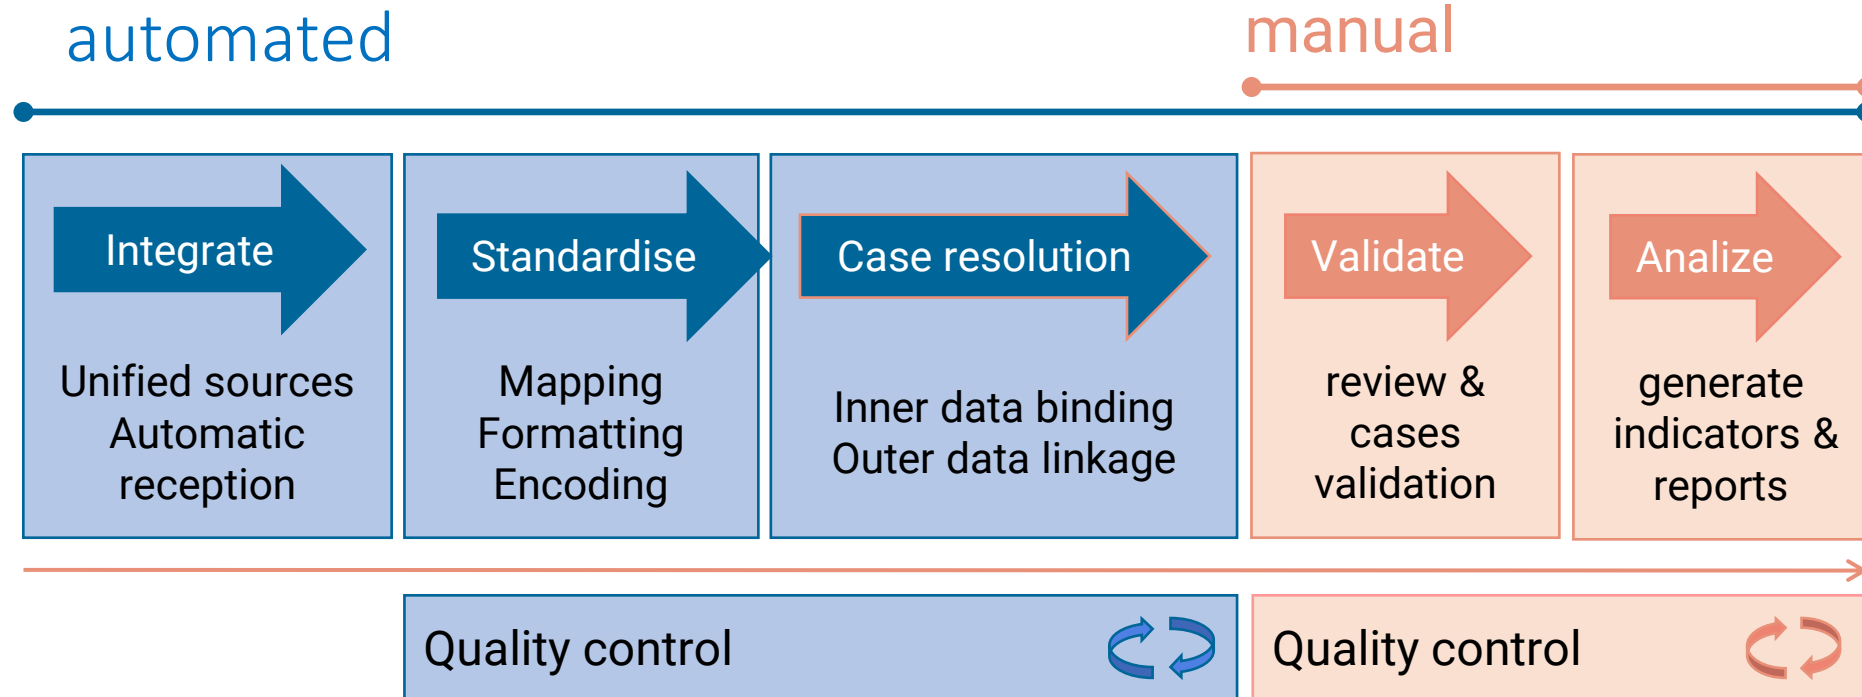 automated
manual
Integrate
Unified sources
Automatic
reception
Standardise
Mapping
Formatting
Encoding
Case resolution
Inner data binding
Outer data linkage
Validate
review &
cases
validation
Analize
generate
indicators &
reports
Quality control
Quality control